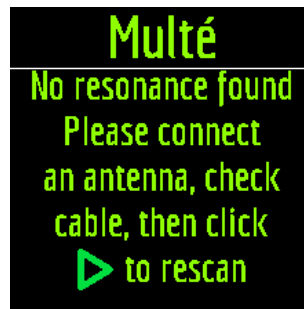 Multé
No resonance found
Please connect
an antenna, check
cable, then click
to rescan